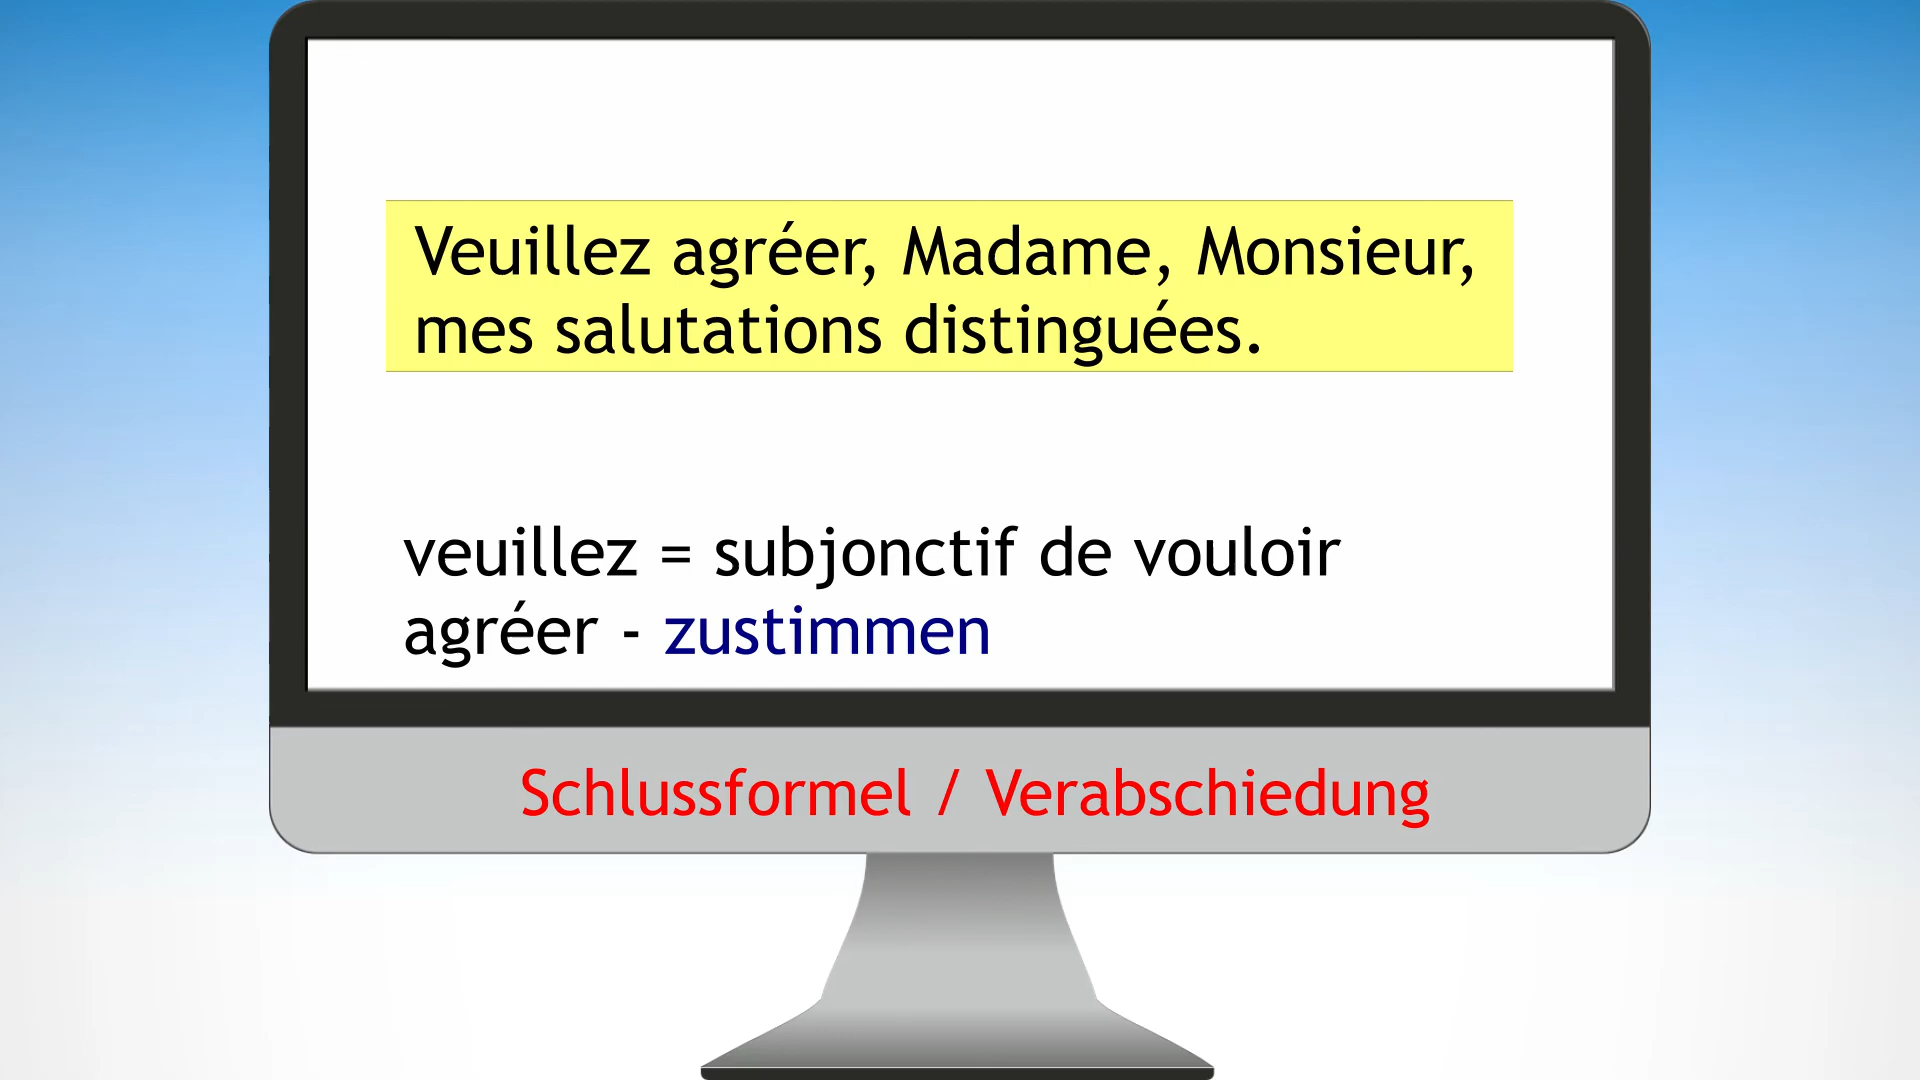 Veuillez agréer, Madame, Monsieur,
mes salutations distinguées.
veuillez = subjonctif de vouloir
agréer - zustimmen
Schlussformel / Verabschiedung